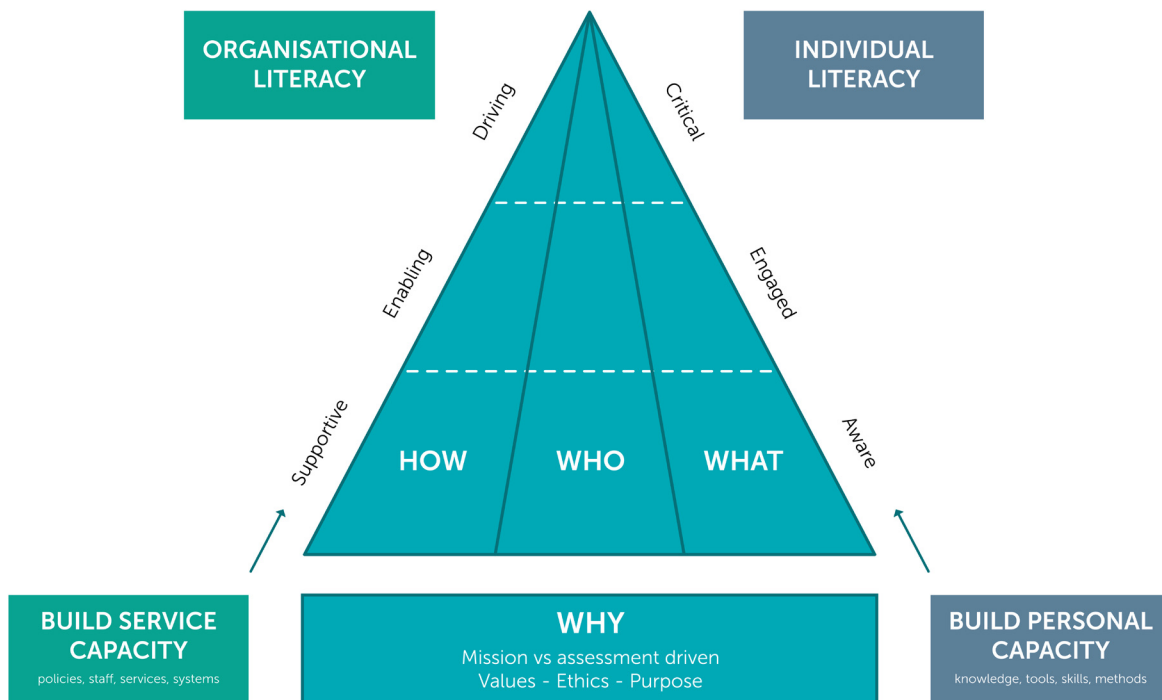 ORGANISATIONAL
LITERACY
INDIVIDUAL
LITERACY
Driving
Critical
Enabling
Engaged
Supportive
Aware
HOW
WHO
WHAT
BUILD SERVICE
CAPACITY
policies, staff, services, systems
WHY
Mission vs assessment driven
Values - Ethics - Purpose
BUILD PERSONAL
CAPACITY
knowledge, tools, skills, methods